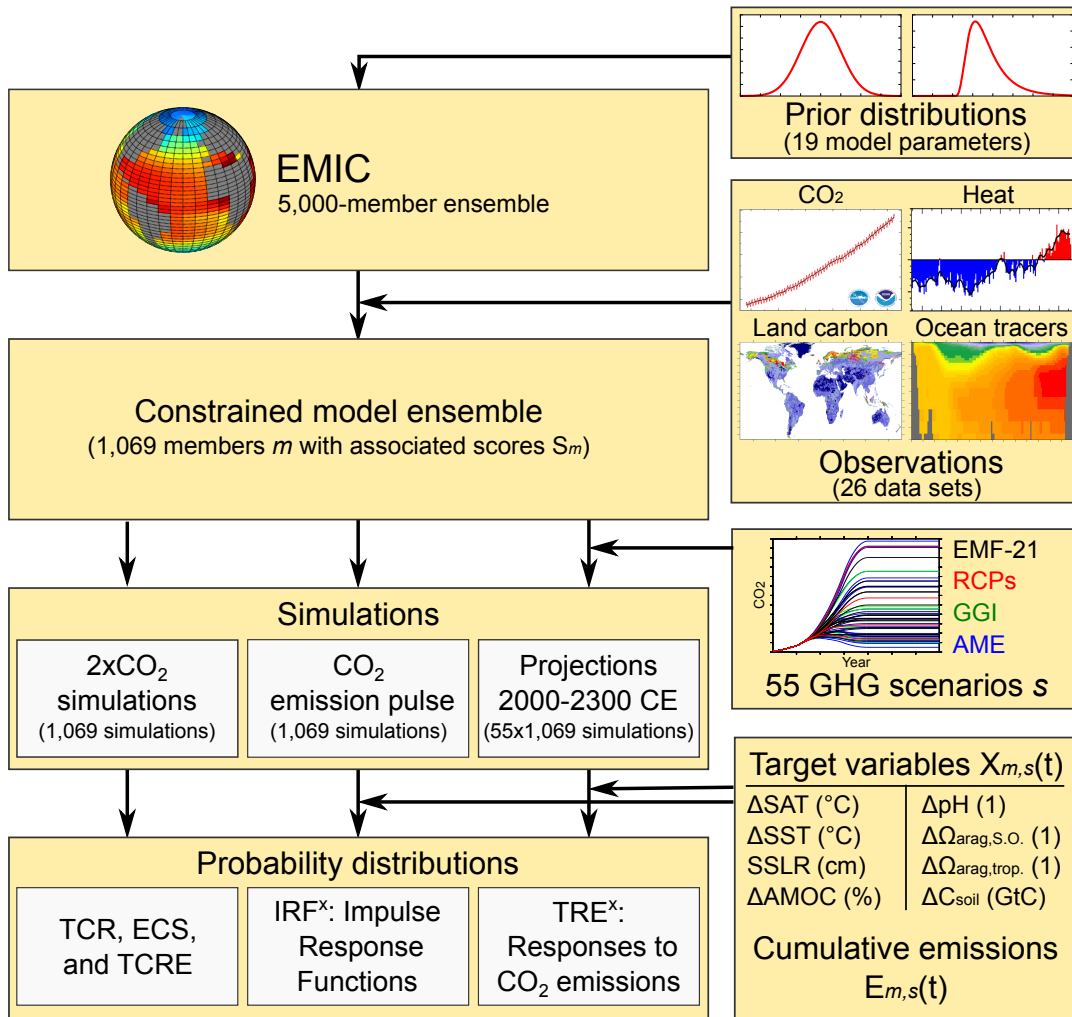 Prior distributions
(19 model parameters)
EMIC
5,000-member ensemble
CO2
Heat
Land carbon
Ocean tracers
Observations
(26 data sets)
Constrained model ensemble
(1,069 members m with associated scores Sm)
CO2
Year
EMF-21
RCPs
GGI
AME
55 GHG scenarios s
Simulations
2xCO2
simulations
(1,069 simulations)
CO2
emission pulse
(1,069 simulations)
Projections
2000-2300 CE
(55x1,069 simulations)
Target variables Xm,s(t)
ΔSAT (°C)
ΔSST (°C)
SSLR (cm)
ΔAMOC (%)
ΔpH (1)
ΔΩarag,S.O. (1)
ΔΩarag,trop. (1)
ΔCsoil (GtC)
Cumulative emissions
Em,s(t)
Probability distributions
TCR, ECS,
and TCRE
IRFx: Impulse
Response
Functions
TREx:
Responses to
CO2 emissions